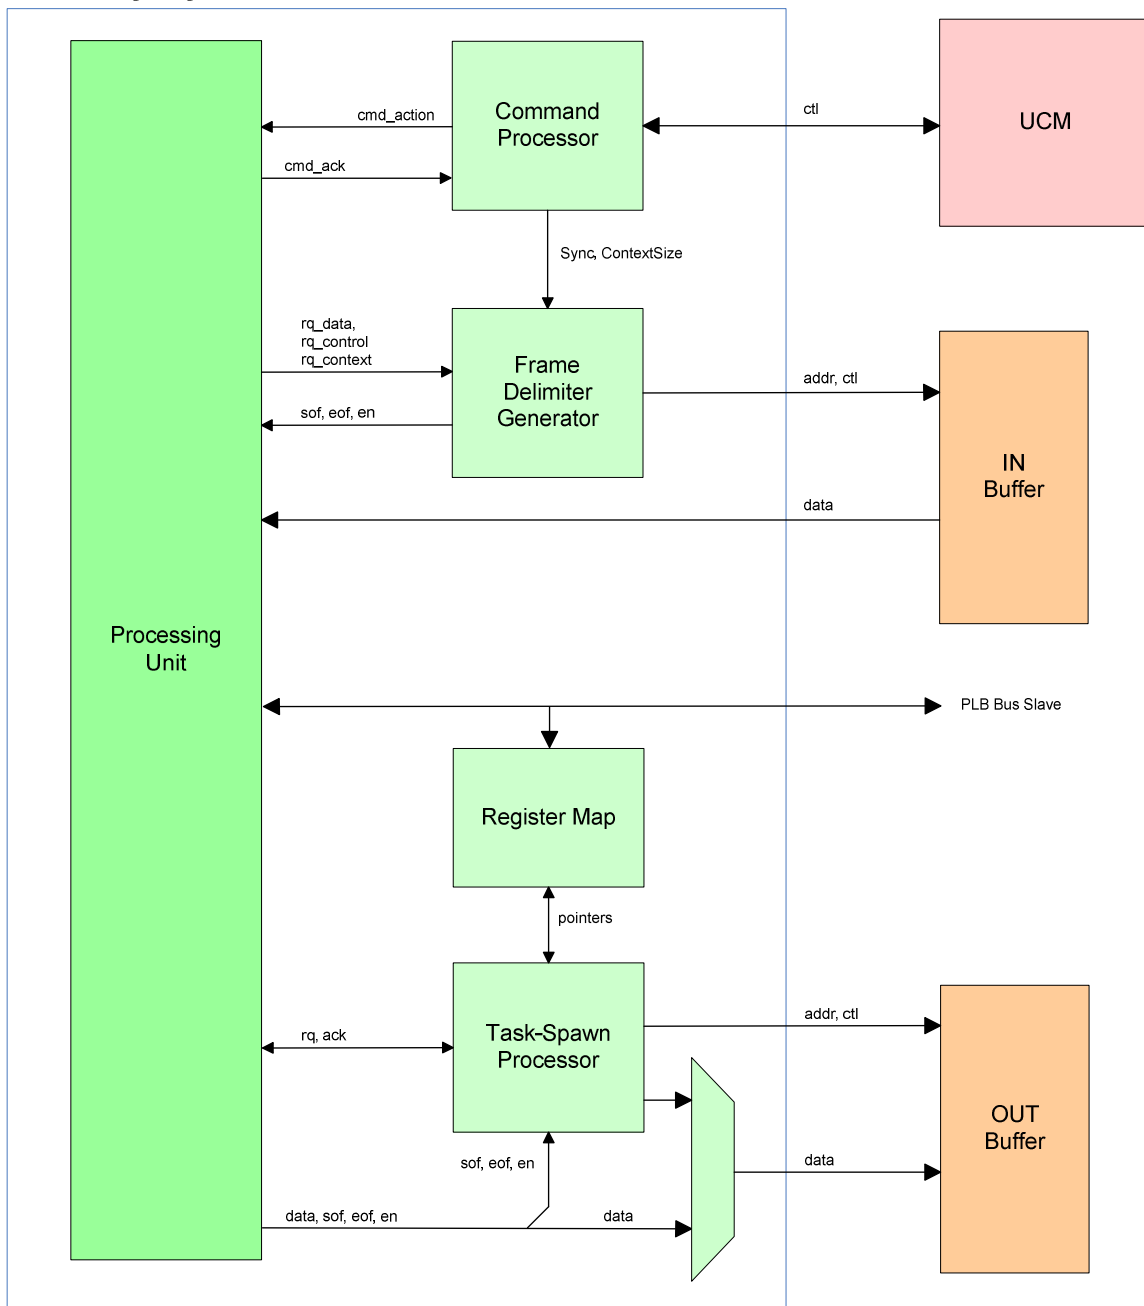 cmd_action
Command
Processor
ctl
UCM
cmd_ack
Sync, ContextSize
rq_data,
rq_control
rq_context
Frame
Delimiter
Generator
addr, ctl
sof, eof, en
IN
Buffer
data
Processing
Unit
PLB Bus Slave
Register Map
pointers
rq, ack
Task-Spawn
Processor
addr, ctl
OUT
Buffer
sof, eof, en
data
data, sof, eof, en
data